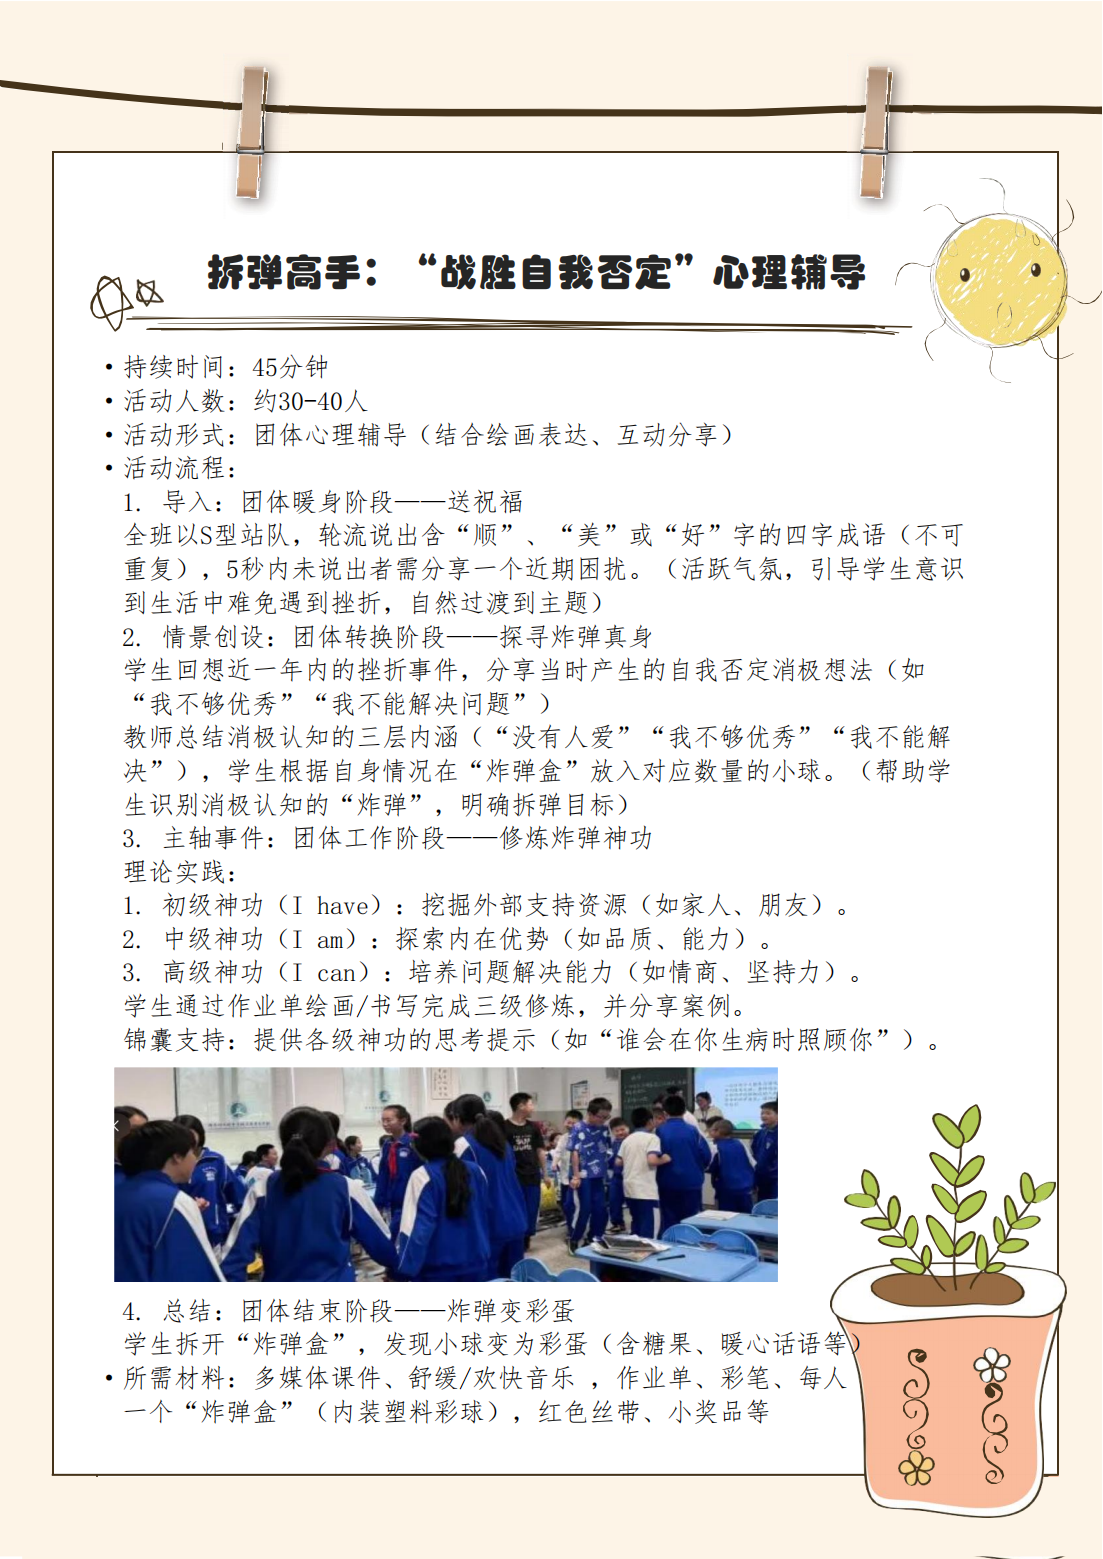 拆弹高手：“战胜自我否定”心理辅导
• 持续时间：45分钟
• 活动人数：约30-40人
• 活动形式：团体心理辅导（结合绘画表达、互动分享）
• 活动流程：
1. 导入：团体暖身阶段——送祝福
全班以S型站队，轮流说出含“顺”、“美”或“好”字的四字成语（不可
重复），5秒内未说出者需分享一个近期困扰。（活跃气氛，引导学生意识
到生活中难免遇到挫折，自然过渡到主题）
2. 情景创设：团体转换阶段——探寻炸弹真身
学生回想近一年内的挫折事件，分享当时产生的自我否定消极想法（如
“我不够优秀”“我不能解决问题”）
教师总结消极认知的三层内涵（“没有人爱”“我不够优秀”“我不能解
决”），学生根据自身情况在“炸弹盒”放入对应数量的小球。（帮助学
生识别消极认知的“炸弹”，明确拆弹目标）
3. 主轴事件：团体工作阶段——修炼炸弹神功
理论实践：
1. 初级神功（I have）：挖掘外部支持资源（如家人、朋友）。
2. 中级神功（I am）：探索内在优势（如品质、能力）。
3. 高级神功（I can）：培养问题解决能力（如情商、坚持力）。
学生通过作业单绘画/书写完成三级修炼，并分享案例。
锦囊支持：提供各级神功的思考提示（如“谁会在你生病时照顾你”）。
4. 总结：团体结束阶段——炸弹变彩蛋
学生拆开“炸弹盒”，发现小球变为彩蛋（含糖果、暖心话语等）
• 所需材料：多媒体课件、舒缓/欢快音乐 ，作业单、彩笔、每人
一个“炸弹盒”（内装塑料彩球），红色丝带、小奖品等